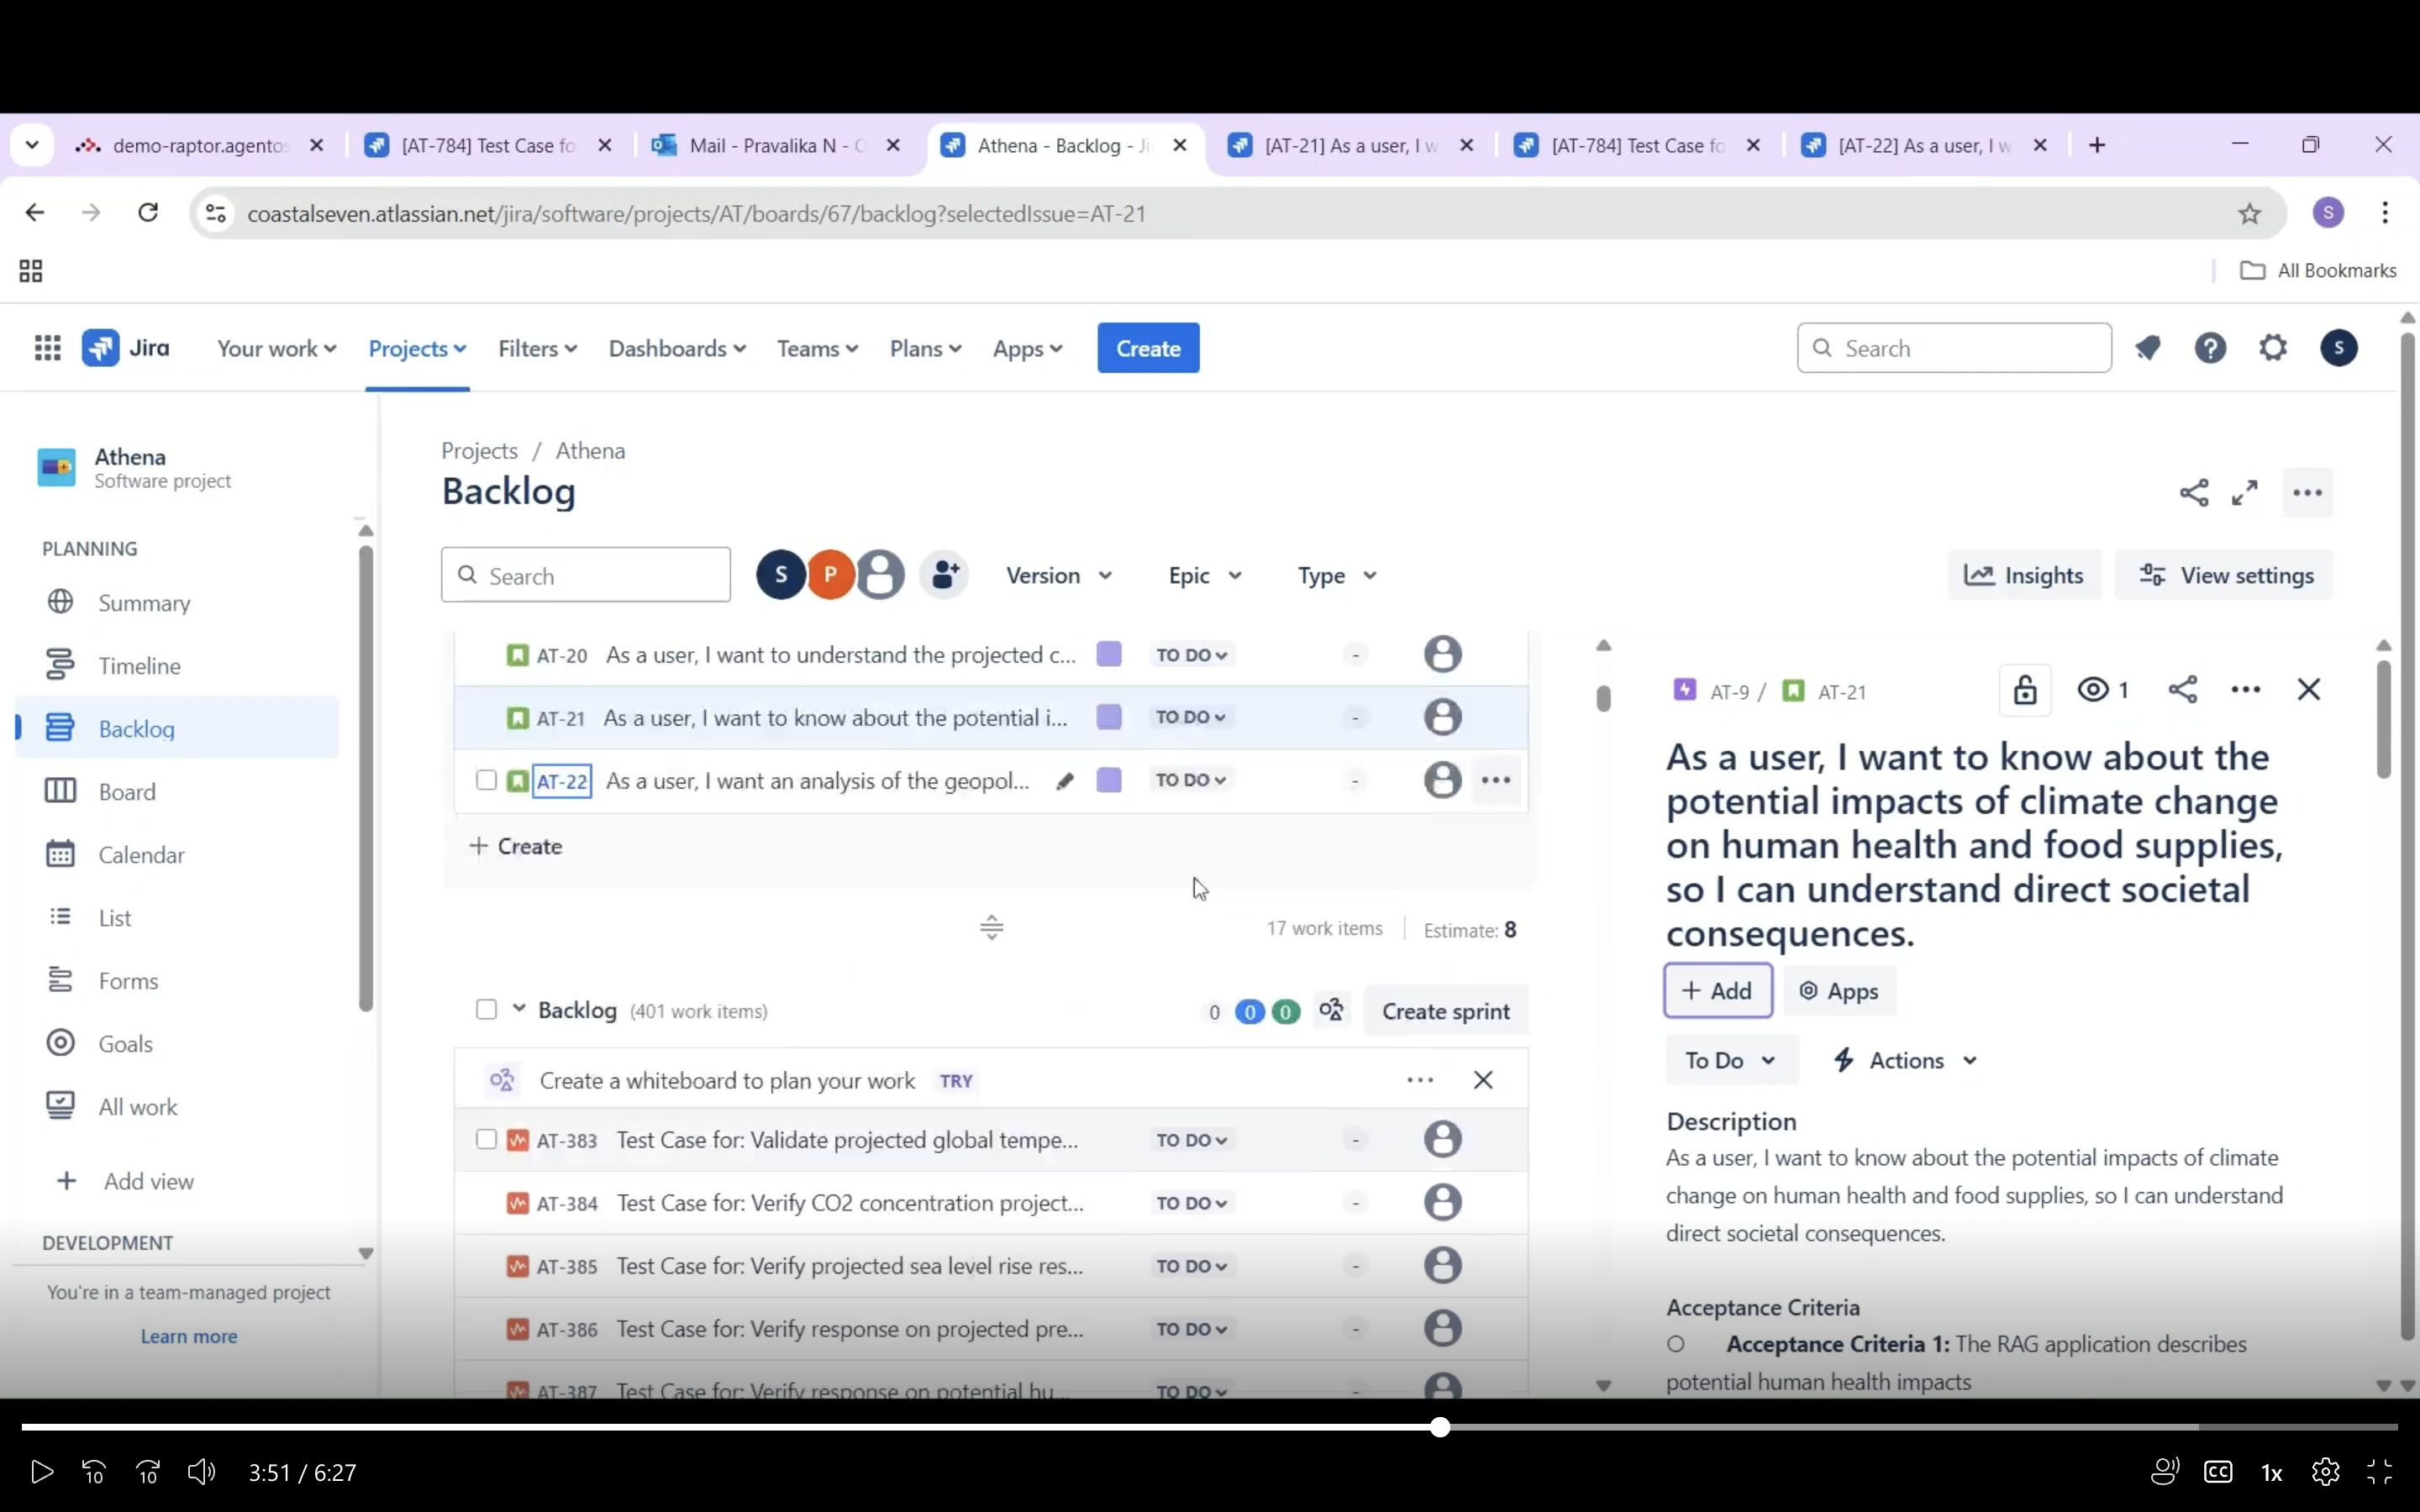 demo-raptor.agentos
[AT-784] Test Case fo
Mail - Pravalika N - C
Athena - Backlog - Ji
[AT-21] As a user, I w
[AT-784] Test Case fo
[AT-22] As a user, I w
coastalseven.atlassian.net/jira/software/projects/AT/boards/67/backlog?selectedIssue=AT-21
S
All Bookmarks
Jira
Your work
Projects
Filters
Dashboards
Teams
Plans
Apps
Create
Search
S
Athena
Software project
PLANNING
Summary
Timeline
Backlog
Board
Calendar
List
Forms
Goals
All work
+ Add view
DEVELOPMENT
You're in a team-managed project
Learn more
Projects / Athena
Backlog
Search
S P
Version
Epic
Type
Insights
View settings
AT-20 As a user, I want to understand the projected c... TO DO -
AT-21 As a user, I want to know about the potential i... TO DO -
AT-22 As a user, I want an analysis of the geopol... TO DO -
+ Create
17 work items Estimate: 8
Backlog (401 work items) 0 0 0 Create sprint
Create a whiteboard to plan your work TRY
AT-383 Test Case for: Validate projected global tempe... TO DO -
AT-384 Test Case for: Verify CO2 concentration project... TO DO -
AT-385 Test Case for: Verify projected sea level rise res... TO DO -
AT-386 Test Case for: Verify response on projected pre... TO DO -
AT-387 Test Case for: Verify response on potential hu... TO DO -
AT-9 / AT-21
1
As a user, I want to know about the
potential impacts of climate change
on human health and food supplies,
so I can understand direct societal
consequences.
+ Add
Apps
To Do
Actions
Description
As a user, I want to know about the potential impacts of climate
change on human health and food supplies, so I can understand
direct societal consequences.
Acceptance Criteria
Acceptance Criteria 1: The RAG application describes
potential human health impacts
10
10
3:51 / 6:27
CC
1x